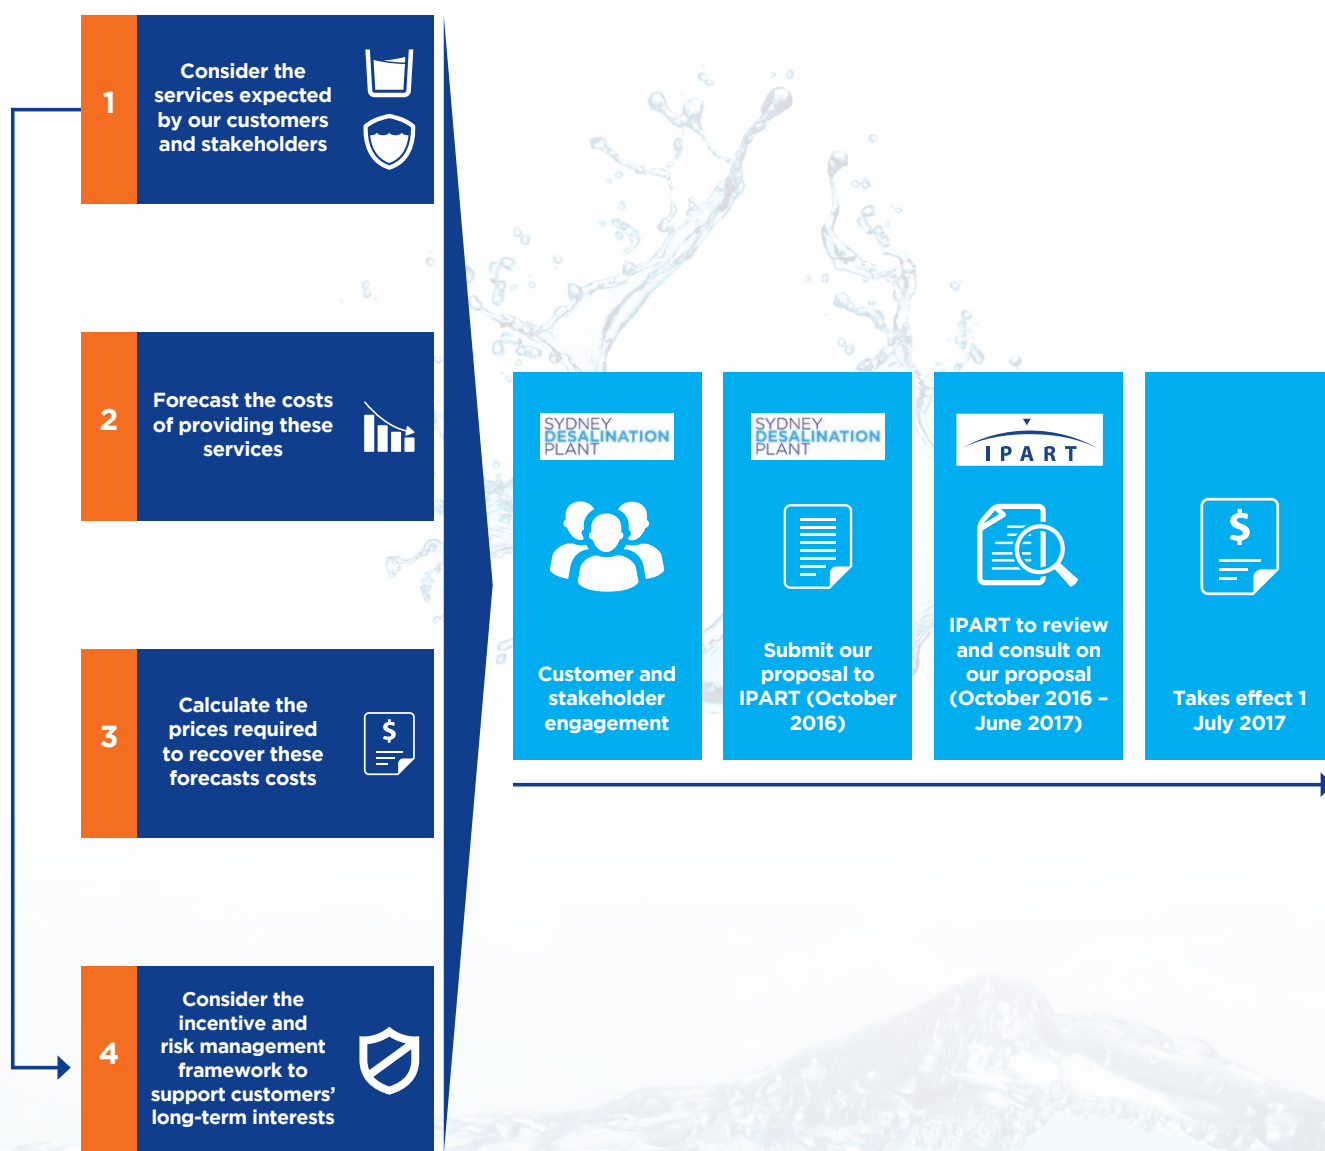 1
Consider the
services expected
by our customers
and stakeholders
2
Forecast the costs
of providing these
services
3
Calculate the
prices required
to recover these
forecasts costs
$
4
Consider the
incentive and
risk management
framework to
support customers’
long-term interests
SYDNEY
DESALINATION
PLANT
Customer and
stakeholder
engagement
SYDNEY
DESALINATION
PLANT
Submit our
proposal to
IPART (October
2016)
IPART
IPART to review
and consult on
our proposal
(October 2016 –
June 2017)
$
Takes effect 1
July 2017